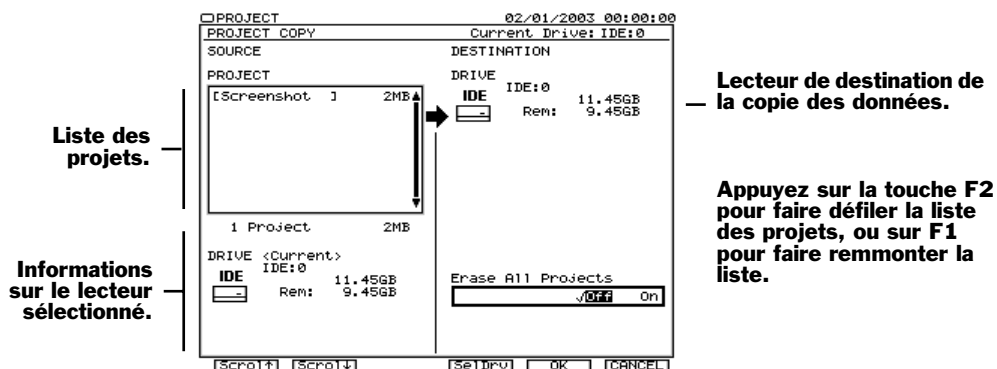 PROJECT 02/01/2003 00:00:00
PROJECT COPY Current Drive: IDE:0
SOURCE DESTINATION
PROJECT
[Screenshot ] 2MB
1 Project 2MB
DRIVE <Current>
IDE:0
IDE
11.45GB
Rem: 9.45GB
DRIVE
IDE:0
IDE
11.45GB
Rem: 9.45GB
Erase All Projects
√Off On
[Scrol↑] [Scrol↓] [SelDrv] [ OK ] [CANCEL]
Liste des
projets.
Informations
sur le lecteur
sélectionné.
Lecteur de destination de
la copie des données.
Appuyez sur la touche F2
pour faire défiler la liste
des projets, ou sur F1
pour faire remmonter la
liste.